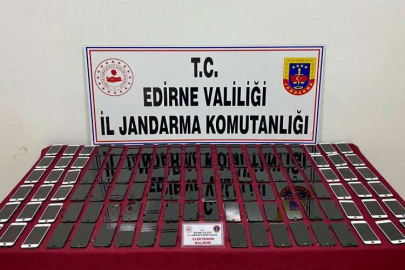 T.C.
EDİRNE VALİLİĞİ
İL JANDARMA KOMUTANLIĞI